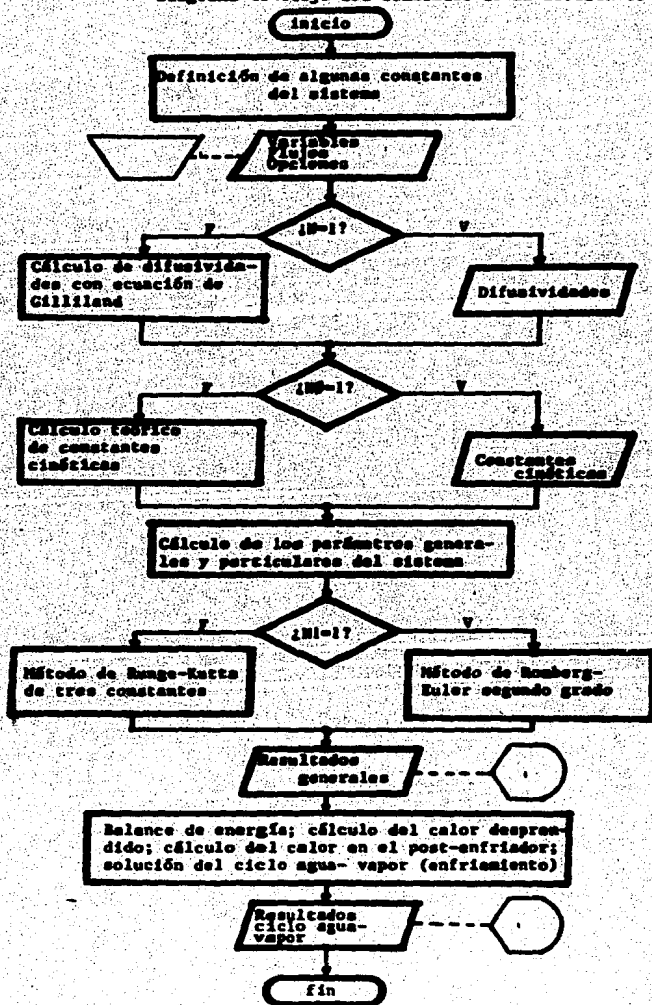 inicio
Definición de algunas constantes
del sistema
Variables
Flujos
Opciones
¿N=1?
F
V
Cálculo de difusivida-
des con ecuación de
Gilliland
Difusividades
¿NØ=1?
F
V
Cálculo teórico
de constantes
cinéticas
Constantes
cinéticas
Cálculo de los parámetros genera-
les y particulares del sistema
¿N1=1?
F
V
Método de Runge-Kutta
de tres constantes
Método de Romberg-
Euler segundo grado
Resultados
generales
Balance de energía; cálculo del calor despren-
dido; cálculo del calor en el post-enfriador;
solución del ciclo agua- vapor (enfriamiento)
Resultados
ciclo agua-
vapor
fin